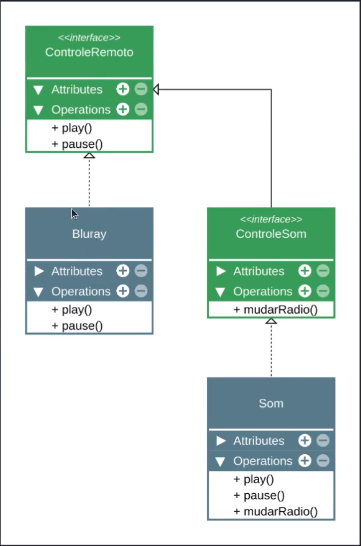 <<interface>>
ControleRemoto
Attributes
Operations
+ play()
+ pause()
Bluray
Attributes
Operations
+ play()
+ pause()
<<interface>>
ControleSom
Attributes
Operations
+ mudarRadio()
Som
Attributes
Operations
+ play()
+ pause()
+ mudarRadio()